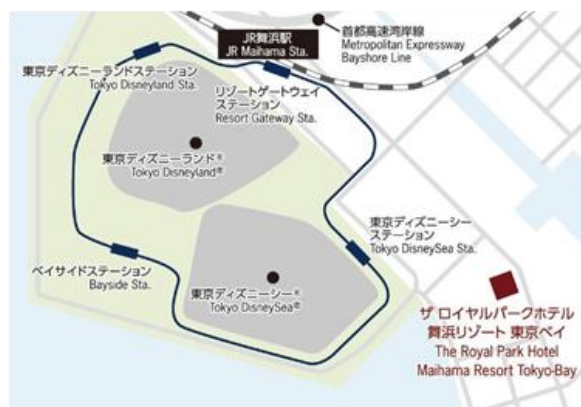 JR舞浜駅
JR Maihama Sta.
首都高速湾岸線
Metropolitan Expressway
Bayshore Line
東京ディズニーランドステーション
Tokyo Disneyland Sta.
リゾートゲートウェイ
ステーション
Resort Gateway Sta.
東京ディズニーランド®
Tokyo Disneyland®
東京ディズニーシー
ステーション
Tokyo DisneySea Sta.
ベイサイドステーション
Bayside Sta.
東京ディズニーシー®
Tokyo DisneySea®
ザ ロイヤルパークホテル
舞浜リゾート 東京ベイ
The Royal Park Hotel
Maihama Resort Tokyo-Bay